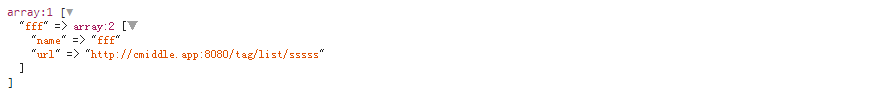 array:1 [▼
  "fff" => array:2 [▼
    "name" => "fff"
    "url" => "http://cmiddle.app:8080/tag/list/sssss"
  ]
]